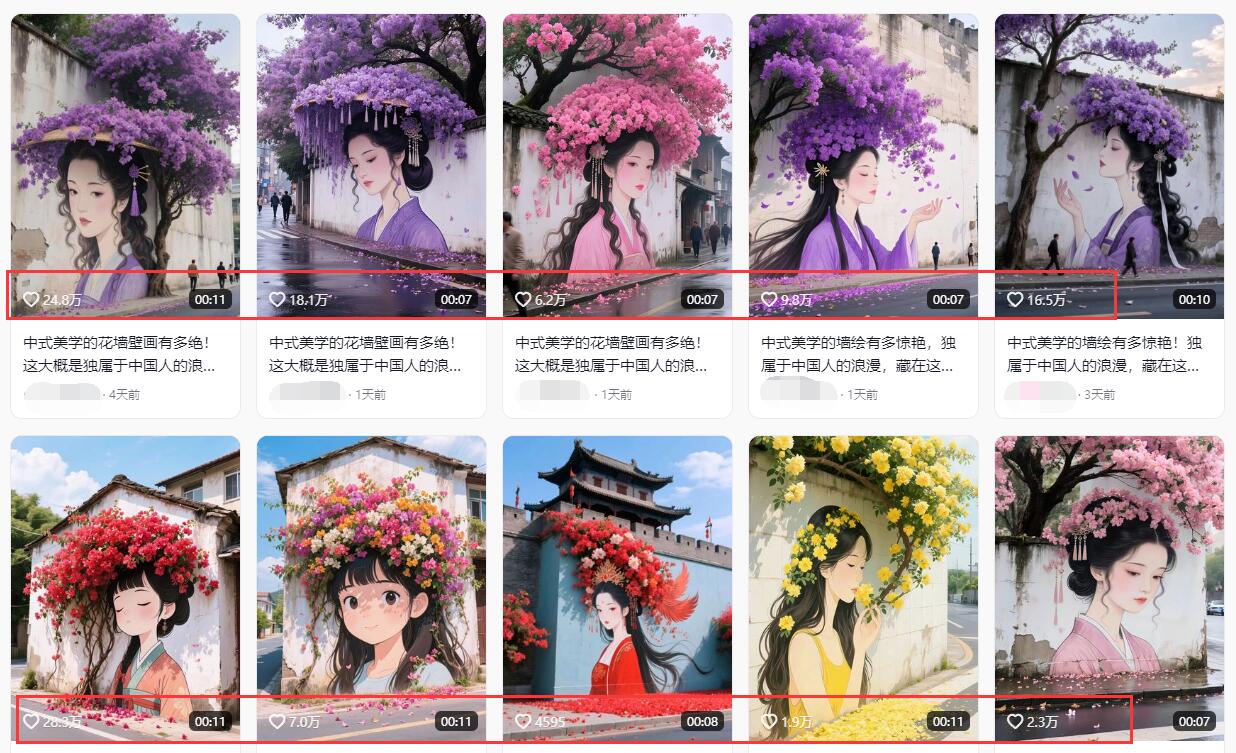 24.8万
00:11
18.1万
00:07
6.2万
00:07
9.8万
00:07
16.5万
00:10
中式美学的花墙壁画有多绝！
这大概是独属于中国人的浪...
· 4天前
中式美学的花墙壁画有多绝！
这大概是独属于中国人的浪...
· 1天前
中式美学的花墙壁画有多绝！
这大概是独属于中国人的浪...
· 1天前
中式美学的墙绘有多惊艳，独
属于中国人的浪漫，藏在这...
· 1天前
中式美学的墙绘有多惊艳！独
属于中国人的浪漫，藏在这...
· 3天前
28.3万
00:11
7.0万
00:11
4595
00:08
1.9万
00:11
2.3万
00:07